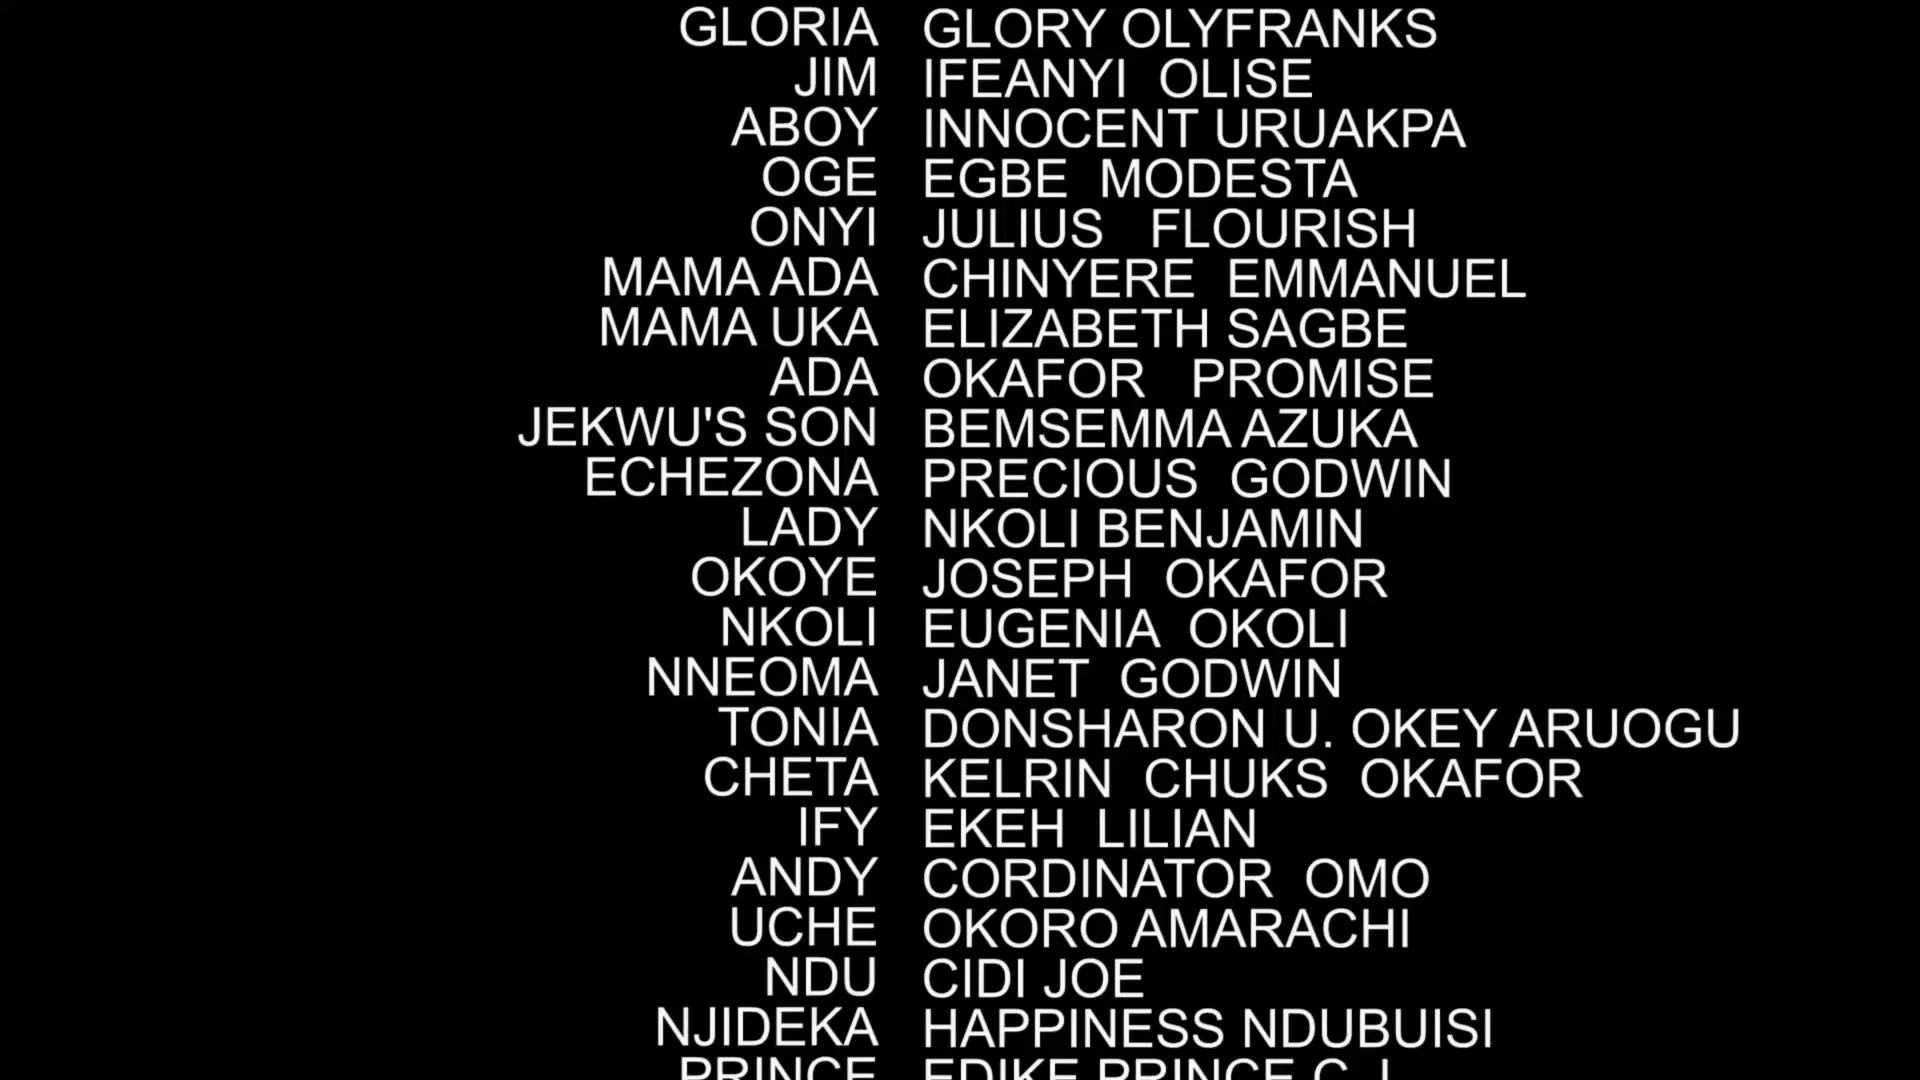 GLORIA GLORY OLYFRANKS
JIM IFEANYI OLISE
ABOY INNOCENT URUAKPA
OGE EGBE MODESTA
ONYI JULIUS FLOURISH
MAMA ADA CHINYERE EMMANUEL
MAMA UKA ELIZABETH SAGBE
ADA OKAFOR PROMISE
JEKWU'S SON BEMSEMMA AZUKA
ECHEZONA PRECIOUS GODWIN
LADY NKOLI BENJAMIN
OKOYE JOSEPH OKAFOR
NKOLI EUGENIA OKOLI
NNEOMA JANET GODWIN
TONIA DONSHARON U. OKEY ARUOGU
CHETA KELRIN CHUKS OKAFOR
IFY EKEH LILIAN
ANDY CORDINATOR OMO
UCHE OKORO AMARACHI
NDU CIDI JOE
NJIDEKA HAPPINESS NDUBUISI
PRINCE EDIKE PRINCE C.